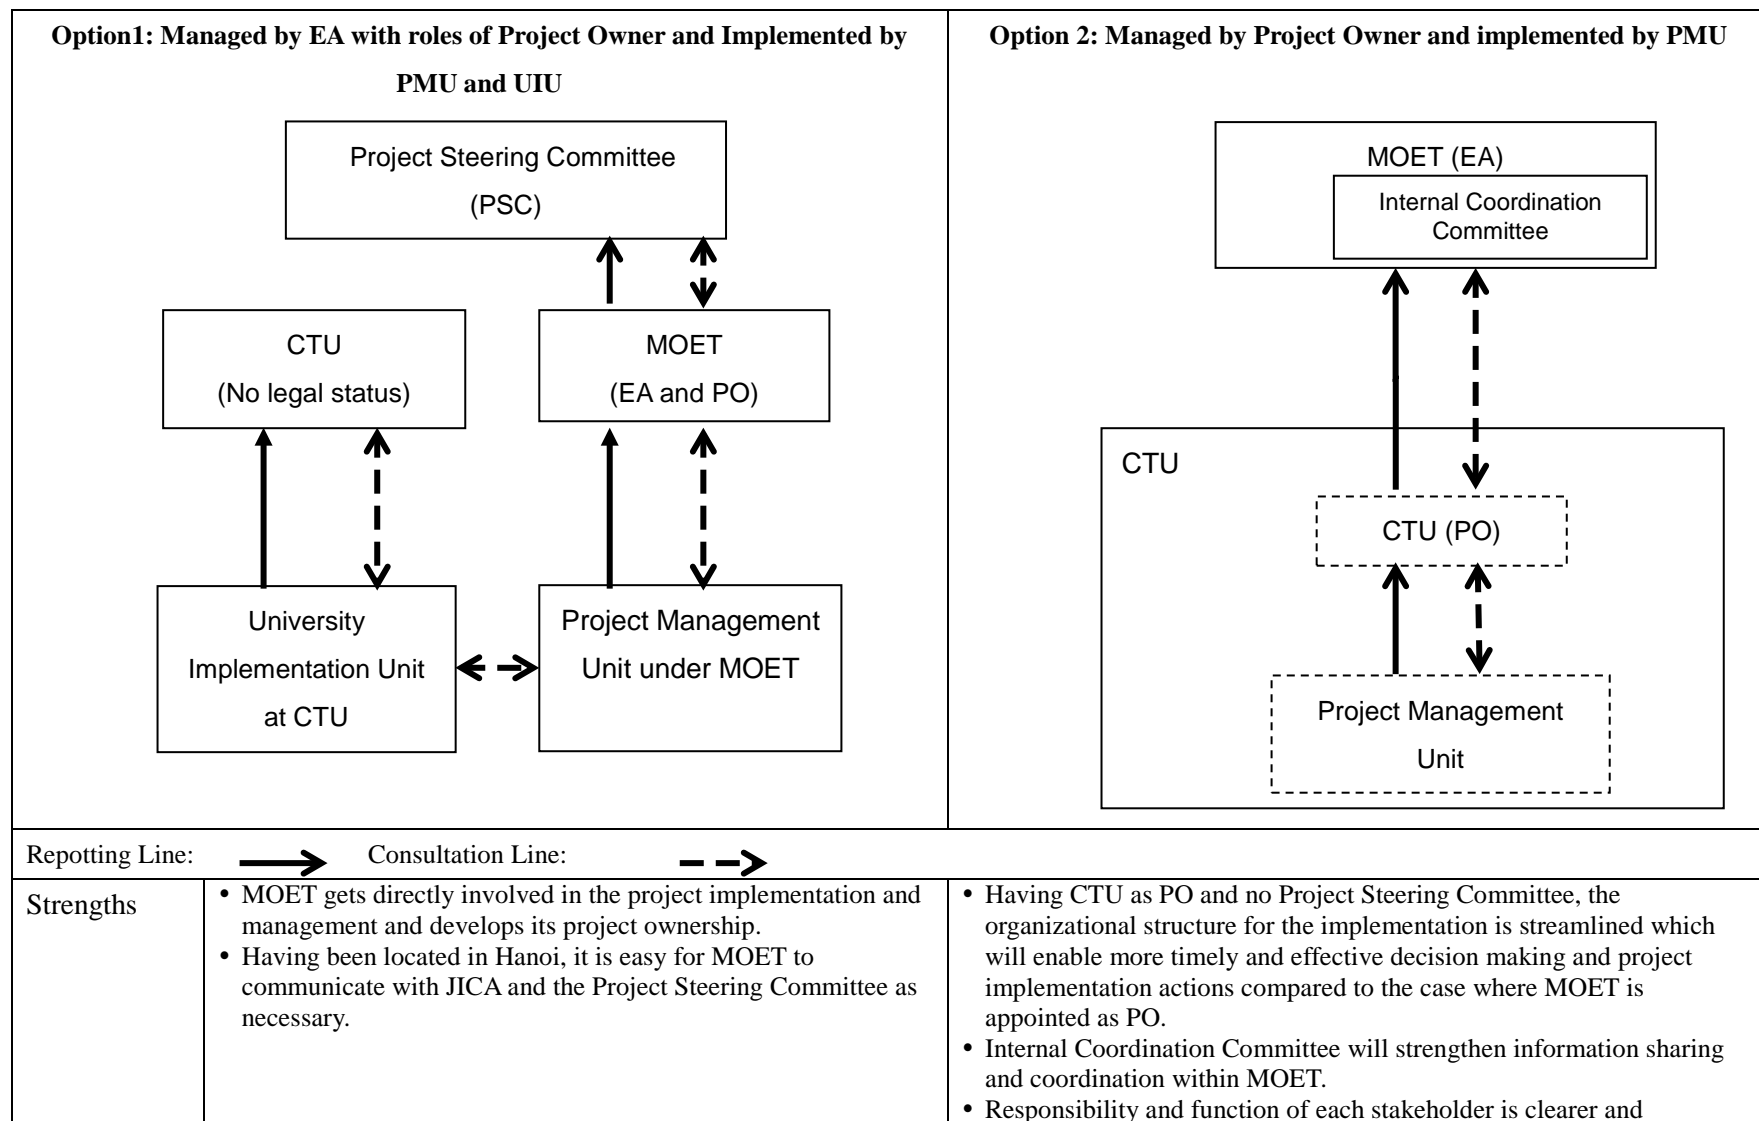 Option1: Managed by EA with roles of Project Owner and Implemented by
PMU and UIU
Project Steering Committee
(PSC)
CTU
(No legal status)
MOET
(EA and PO)
University
Implementation Unit
at CTU
Project Management
Unit under MOET
Option 2: Managed by Project Owner and implemented by PMU
MOET (EA)
Internal Coordination
Committee
CTU
CTU (PO)
Project Management
Unit
Repotting Line: Consultation Line:
Strengths
• MOET gets directly involved in the project implementation and
management and develops its project ownership.
• Having been located in Hanoi, it is easy for MOET to
communicate with JICA and the Project Steering Committee as
necessary.
• Having CTU as PO and no Project Steering Committee, the
organizational structure for the implementation is streamlined which
will enable more timely and effective decision making and project
implementation actions compared to the case where MOET is
appointed as PO.
• Internal Coordination Committee will strengthen information sharing
and coordination within MOET.
• Responsibility and function of each stakeholder is clearer and